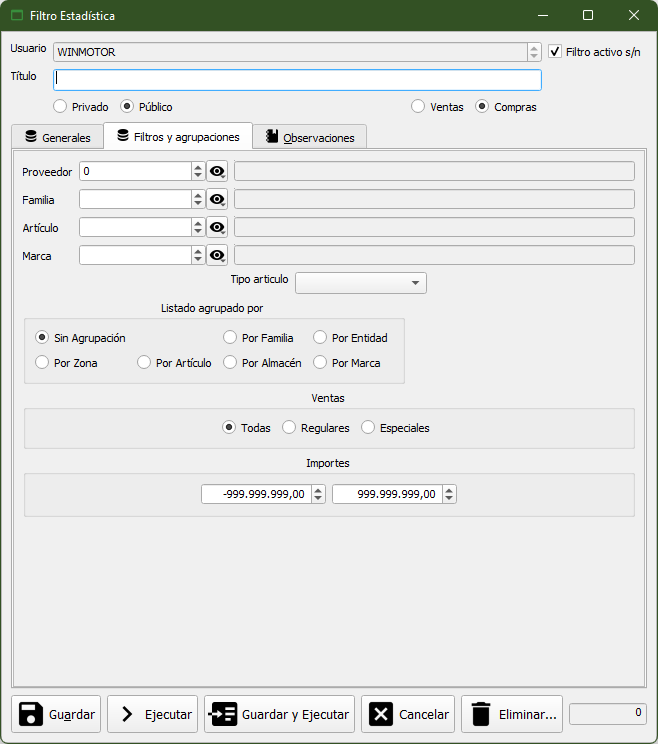 Filtro Estadística
Usuario WINMOTOR Filtro activo s/n
Título
Privado Público Ventas Compras
Generales Filtros y agrupaciones Observaciones
Proveedor 0
Familia
Artículo
Marca
Tipo articulo
Listado agrupado por
Sin Agrupación Por Familia Por Entidad
Por Zona Por Artículo Por Almacén Por Marca
Ventas
Todas Regulares Especiales
Importes
-999.999.999,00 999.999.999,00
Guardar Ejecutar Guardar y Ejecutar Cancelar Eliminar... 0